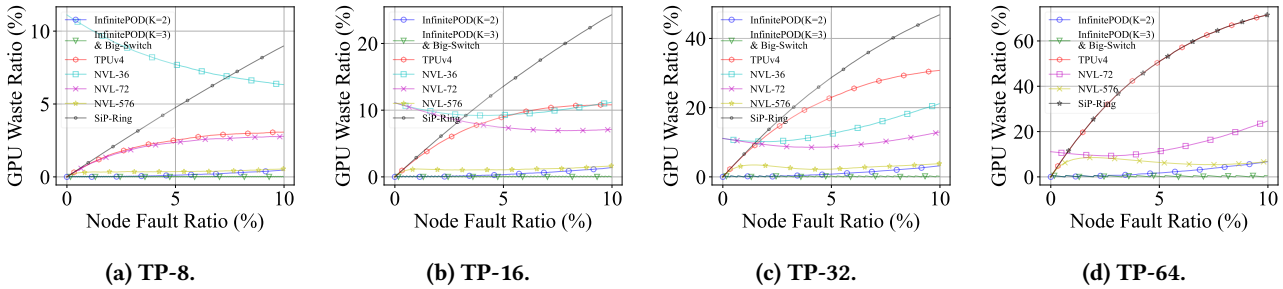 GPU Waste Ratio (%)
10
5
0
InfinitePOD(K=2)
InfinitePOD(K=3)
& Big-Switch
TPUv4
NVL-36
NVL-72
NVL-576
SiP-Ring
0
5
10
Node Fault Ratio (%)
(a) TP-8.
GPU Waste Ratio (%)
20
10
0
InfinitePOD(K=2)
InfinitePOD(K=3)
& Big-Switch
TPUv4
NVL-36
NVL-72
NVL-576
SiP-Ring
0
5
10
Node Fault Ratio (%)
(b) TP-16.
GPU Waste Ratio (%)
40
20
0
InfinitePOD(K=2)
InfinitePOD(K=3)
& Big-Switch
TPUv4
NVL-36
NVL-72
NVL-576
SiP-Ring
0
5
10
Node Fault Ratio (%)
(c) TP-32.
GPU Waste Ratio (%)
60
40
20
0
InfinitePOD(K=2)
InfinitePOD(K=3)
& Big-Switch
TPUv4
NVL-72
NVL-576
SiP-Ring
0
5
10
Node Fault Ratio (%)
(d) TP-64.